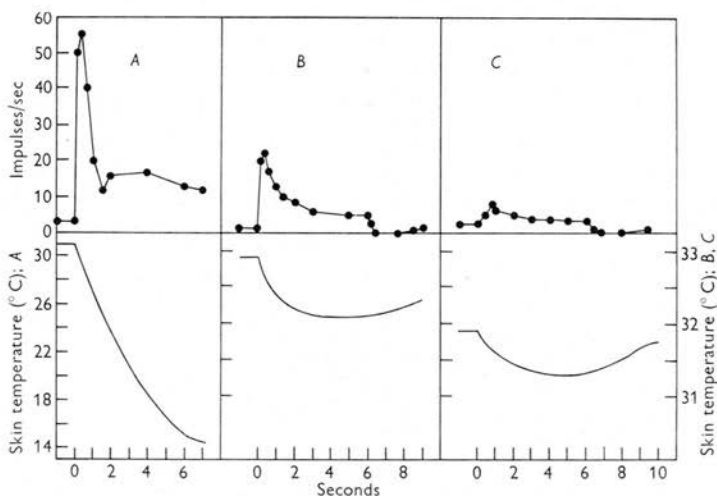 60
50
40
30
20
10
0
Impulses/sec
A
B
C
30
26
22
18
14
Skin temperature (° C); A
33
32
31
Skin temperature (° C); B, C
0 2 4 6 0 2 4 6 8 0 2 4 6 8 10
Seconds